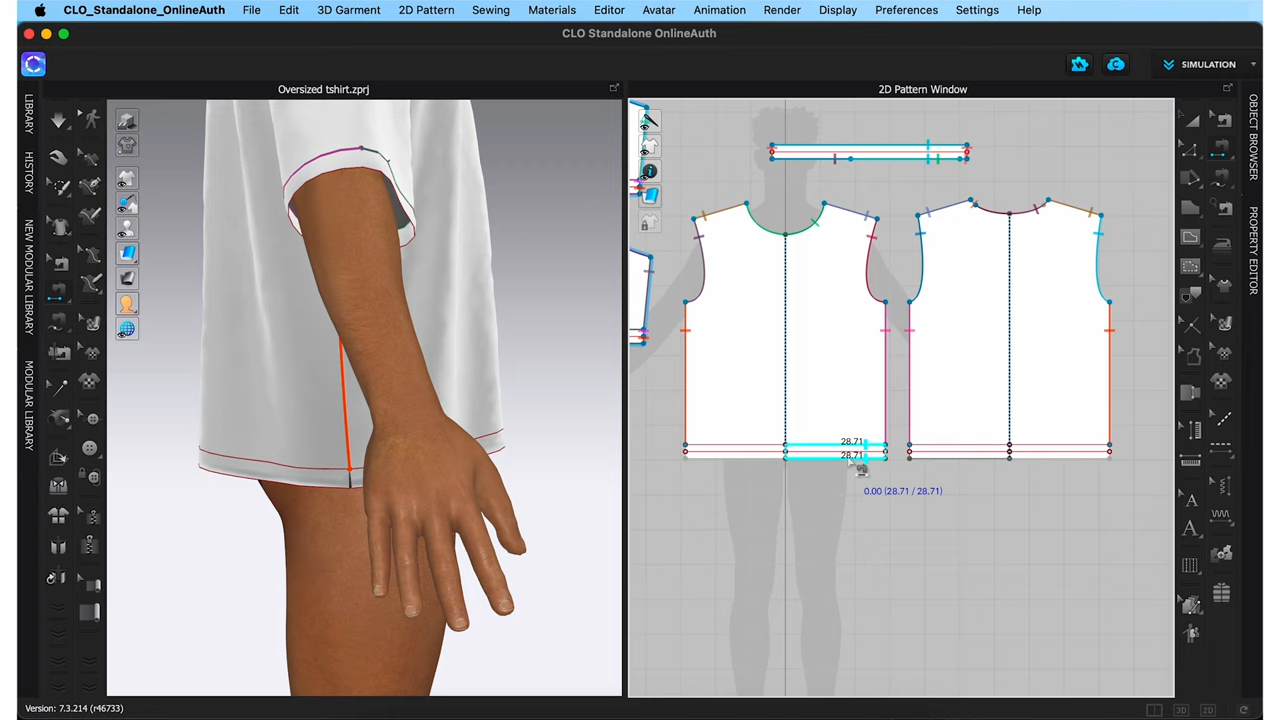 CLO_Standalone_OnlineAuth File Edit 3D Garment 2D Pattern Sewing Materials Editor Avatar Animation Render Display Preferences Settings Help
CLO Standalone OnlineAuth
SIMULATION
Oversized tshirt.zprj
2D Pattern Window
LIBRARY
HISTORY
NEW MODULAR LIBRARY
MODULAR LIBRARY
28.71
28.71
0.00 (28.71 / 28.71)
A
A
OBJECT BROWSER
PROPERTY EDITOR
Version: 7.3.214 (r46733)
3D
2D